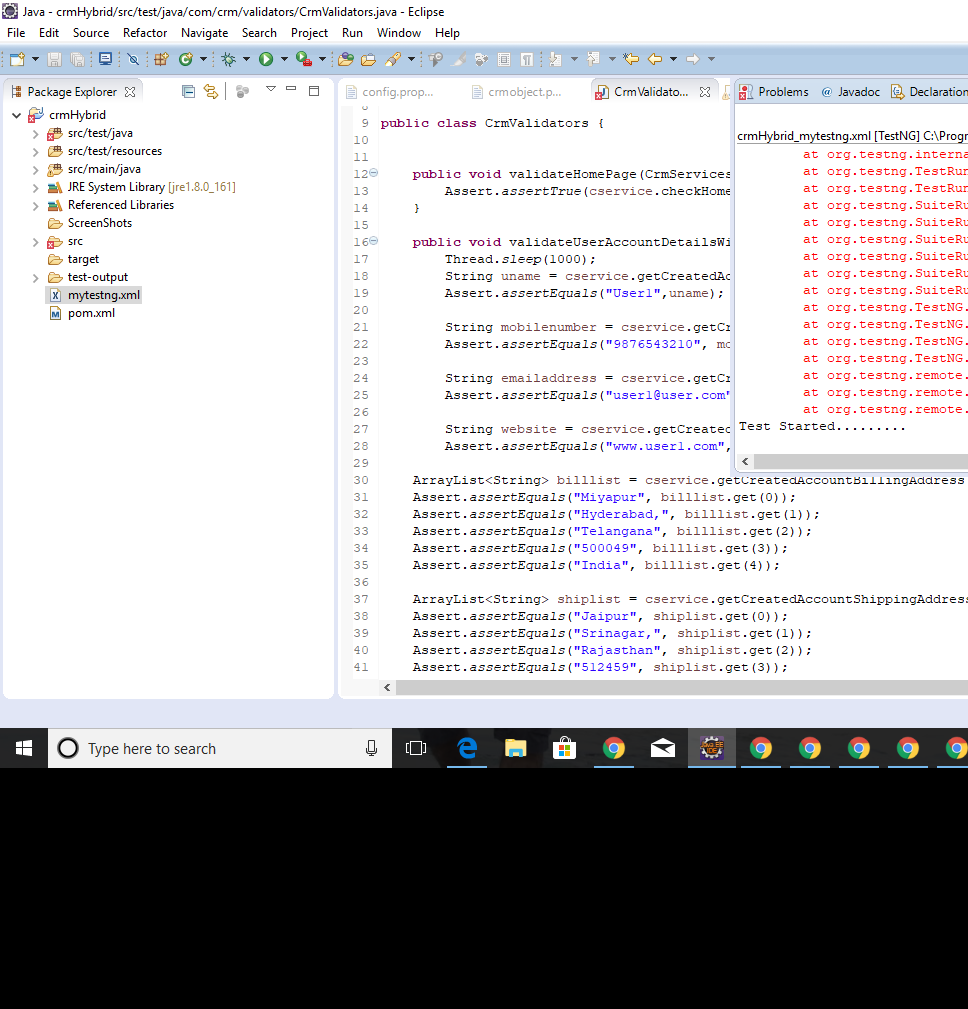 Java - crmHybrid/src/test/java/com/crm/validators/CrmValidators.java - Eclipse
File Edit Source Refactor Navigate Search Project Run Window Help
Package Explorer
crmHybrid
src/test/java
src/test/resources
src/main/java
JRE System Library [jre1.8.0_161]
Referenced Libraries
ScreenShots
src
target
test-output
mytestng.xml
pom.xml
config.prop...
crmobject.p...
CrmValidato...
9 public class CrmValidators {
10
11
12 public void validateHomePage(CrmServices
13 Assert.assertTrue(cservice.checkHome
14 }
15
16 public void validateUserAccountDetailsWi
17 Thread.sleep(1000);
18 String uname = cservice.getCreatedAc
19 Assert.assertEquals("User1",uname);
20
21 String mobilenumber = cservice.getCr
22 Assert.assertEquals("9876543210", mo
23
24 String emailaddress = cservice.getCr
25 Assert.assertEquals("user1@user.com"
26
27 String website = cservice.getCreated
28 Assert.assertEquals("www.user1.com",
29
30 ArrayList<String> billlist = cservice.getCreatedAccountBillingAddress
31 Assert.assertEquals("Miyapur", billlist.get(0));
32 Assert.assertEquals("Hyderabad,", billlist.get(1));
33 Assert.assertEquals("Telangana", billlist.get(2));
34 Assert.assertEquals("500049", billlist.get(3));
35 Assert.assertEquals("India", billlist.get(4));
36
37 ArrayList<String> shiplist = cservice.getCreatedAccountShippingAddress
38 Assert.assertEquals("Jaipur", shiplist.get(0));
39 Assert.assertEquals("Srinagar,", shiplist.get(1));
40 Assert.assertEquals("Rajasthan", shiplist.get(2));
41 Assert.assertEquals("512459", shiplist.get(3));
Problems @ Javadoc Declaration
crmHybrid_mytestng.xml [TestNG] C:\Progr
at org.testng.interna
at org.testng.TestRun
at org.testng.TestRun
at org.testng.SuiteRu
at org.testng.SuiteRu
at org.testng.SuiteRu
at org.testng.SuiteRu
at org.testng.SuiteRu
at org.testng.SuiteRu
at org.testng.TestNG.
at org.testng.TestNG.
at org.testng.TestNG.
at org.testng.TestNG.
at org.testng.remote.
at org.testng.remote.
at org.testng.remote.
Test Started.........
Type here to search